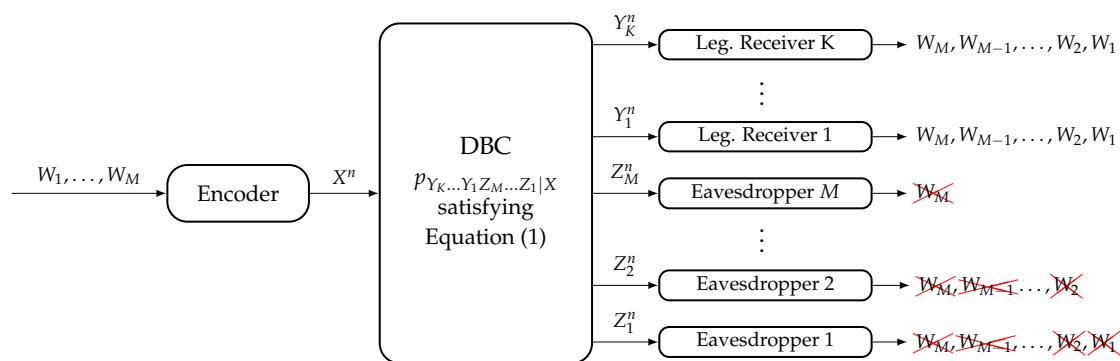 Y_K^n
Leg. Receiver K
W_M, W_{M−1}, . . . , W_2, W_1
⋮
Y_1^n
Leg. Receiver 1
W_M, W_{M−1}, . . . , W_2, W_1
DBC
W_1, . . . , W_M
Encoder
X^n
p_{Y_K...Y_1 Z_M...Z_1|X}
satisfying
Equation (1)
Z_M^n
Eavesdropper M
W_M
⋮
Z_2^n
Eavesdropper 2
W_M, W_{M−1} . . . , W_2
Z_1^n
Eavesdropper 1
W_M, W_{M−1}, . . . , W_2, W_1